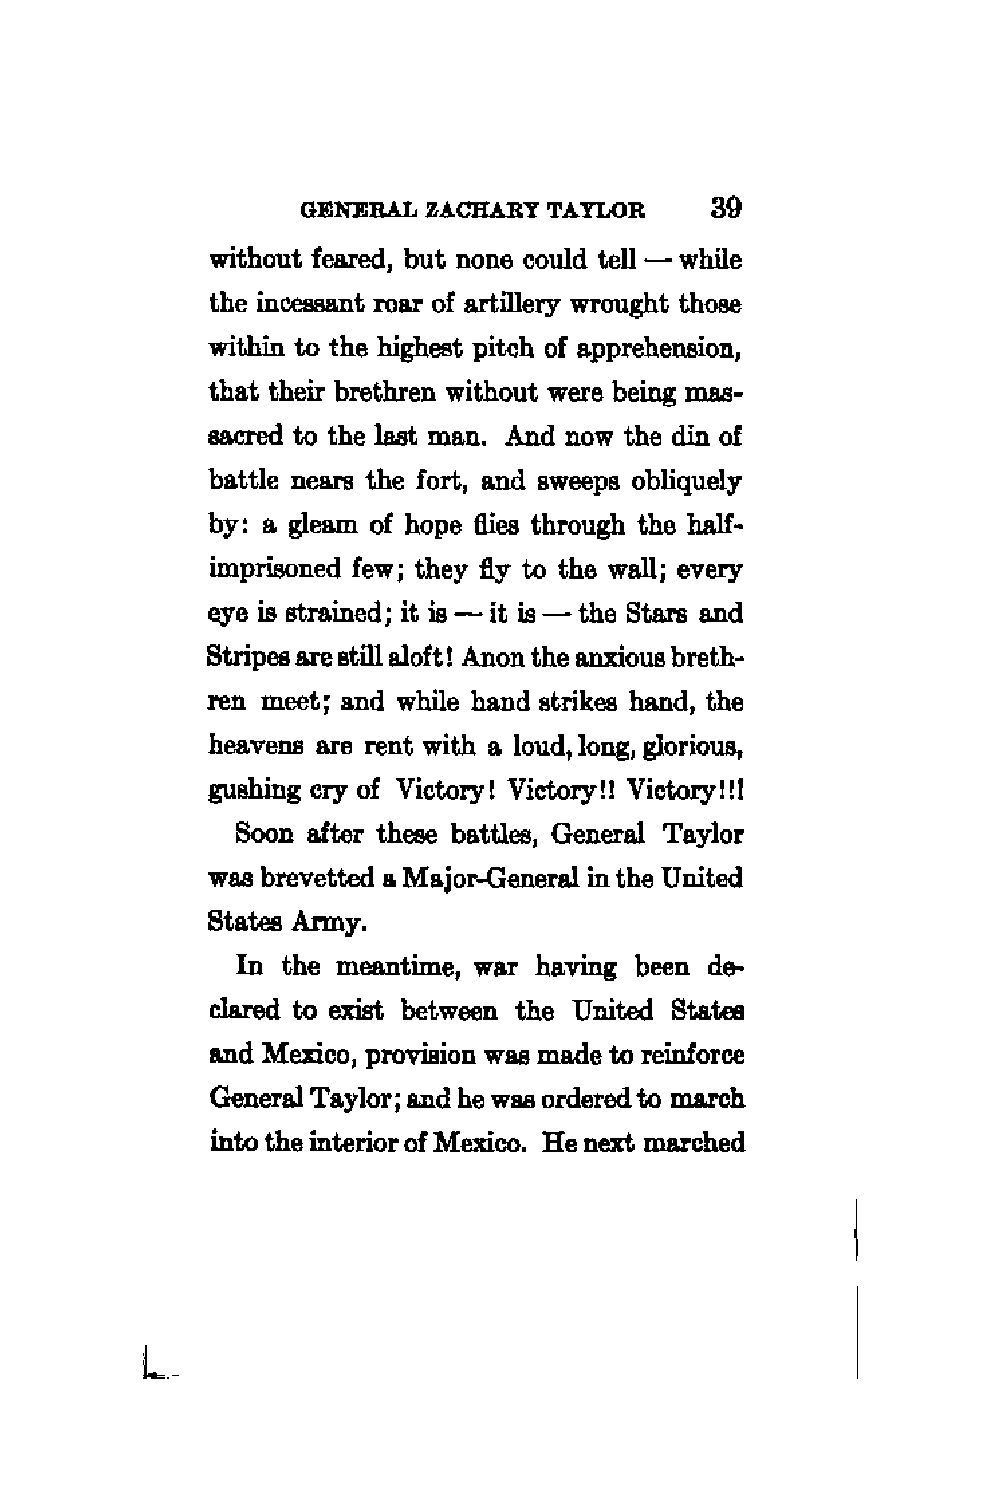 GENERAL ZACHARY TAYLOR 39
without feared, but none could tell — while
the incessant roar of artillery wrought those
within to the highest pitch of apprehension,
that their brethren without were being mas-
sacred to the last man. And now the din of
battle nears the fort, and sweeps obliquely
by: a gleam of hope flies through the half-
imprisoned few; they fly to the wall; every
eye is strained; it is — it is — the Stars and
Stripes are still aloft! Anon the anxious breth-
ren meet; and while hand strikes hand, the
heavens are rent with a loud, long, glorious,
gushing cry of Victory! Victory!! Victory!!!
Soon after these battles, General Taylor
was brevetted a Major-General in the United
States Army.
In the meantime, war having been de-
clared to exist between the United States
and Mexico, provision was made to reinforce
General Taylor; and he was ordered to march
into the interior of Mexico. He next marched